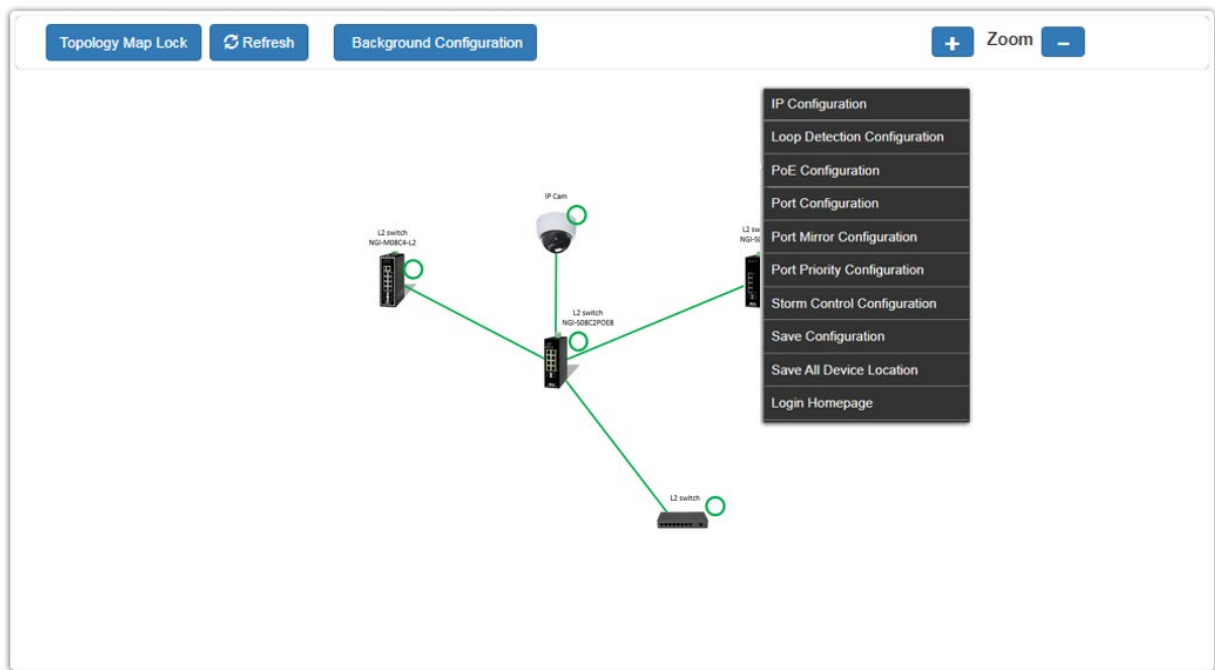 Topology Map Lock
Refresh
Background Configuration
+
Zoom
−
IP Configuration
Loop Detection Configuration
PoE Configuration
Port Configuration
Port Mirror Configuration
Port Priority Configuration
Storm Control Configuration
Save Configuration
Save All Device Location
Login Homepage
IP Cam
L2 switch
NGI-M08C4-L2
L2 switch
NGI-S08C2POE8
L2
L2 switch